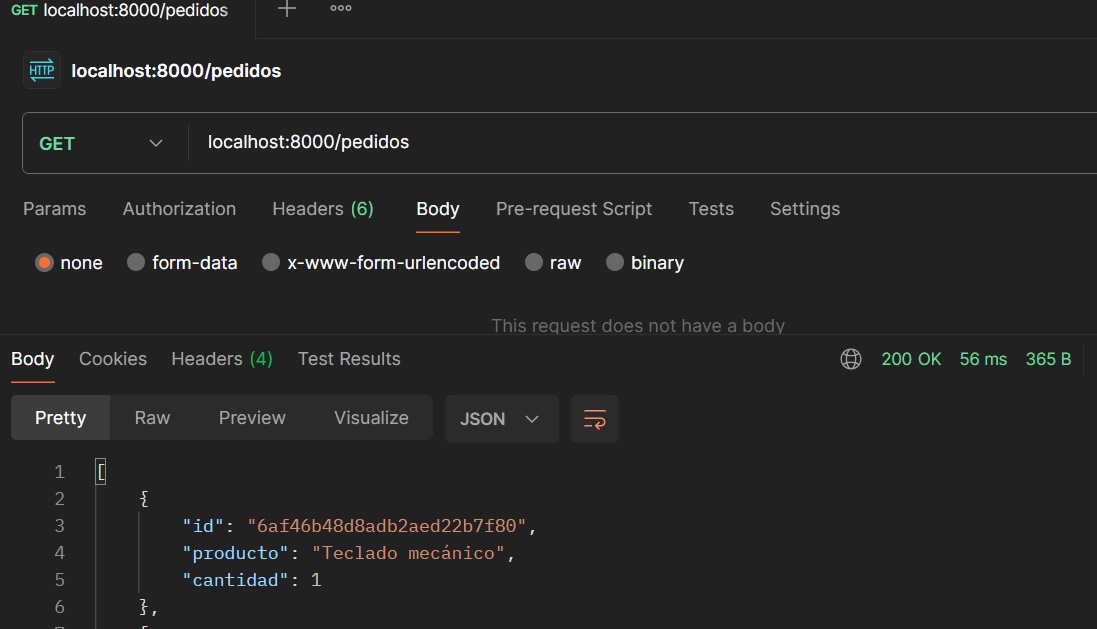 GET localhost:8000/pedidos
HTTP localhost:8000/pedidos
GET localhost:8000/pedidos
Params Authorization Headers (6) Body Pre-request Script Tests Settings
none form-data x-www-form-urlencoded raw binary
This request does not have a body
Body Cookies Headers (4) Test Results 200 OK 56 ms 365 B
Pretty Raw Preview Visualize JSON
1 [
2 {
3 "id": "6af46b48d8adb2aed22b7f80",
4 "producto": "Teclado mecánico",
5 "cantidad": 1
6 },